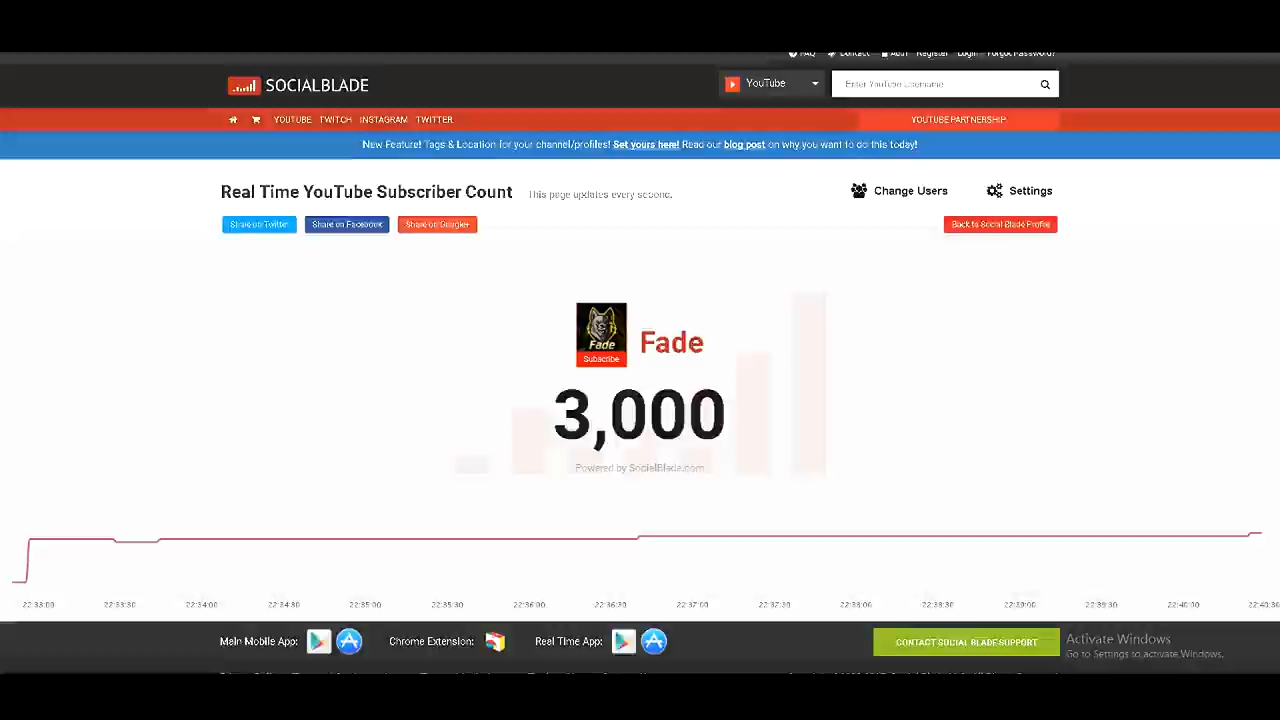 FAQ Contact Register Login Forgot Password?
SOCIALBLADE
YouTube
Enter YouTube Username
YOUTUBE TWITCH INSTAGRAM TWITTER
YOUTUBE PARTNERSHIP
New Feature! Tags & Location for your channel/profiles! Set yours here! Read our blog post on why you want to do this today!
Real Time YouTube Subscriber Count
This page updates every second.
Change Users
Settings
Share on Twitter
Share on Facebook
Share on Google+
Back to Social Blade Profile
Fade
Subscribe
Fade
3,000
Powered by SocialBlade.com
22:33:00 22:33:30 22:34:00 22:34:30 22:35:00 22:35:30 22:36:00 22:36:30 22:37:00 22:37:30 22:38:00 22:38:30 22:39:00 22:39:30 22:40:00 22:40:30
Main Mobile App:
Chrome Extension:
Real Time App:
CONTACT SOCIAL BLADE SUPPORT
Activate Windows
Go to Settings to activate Windows.